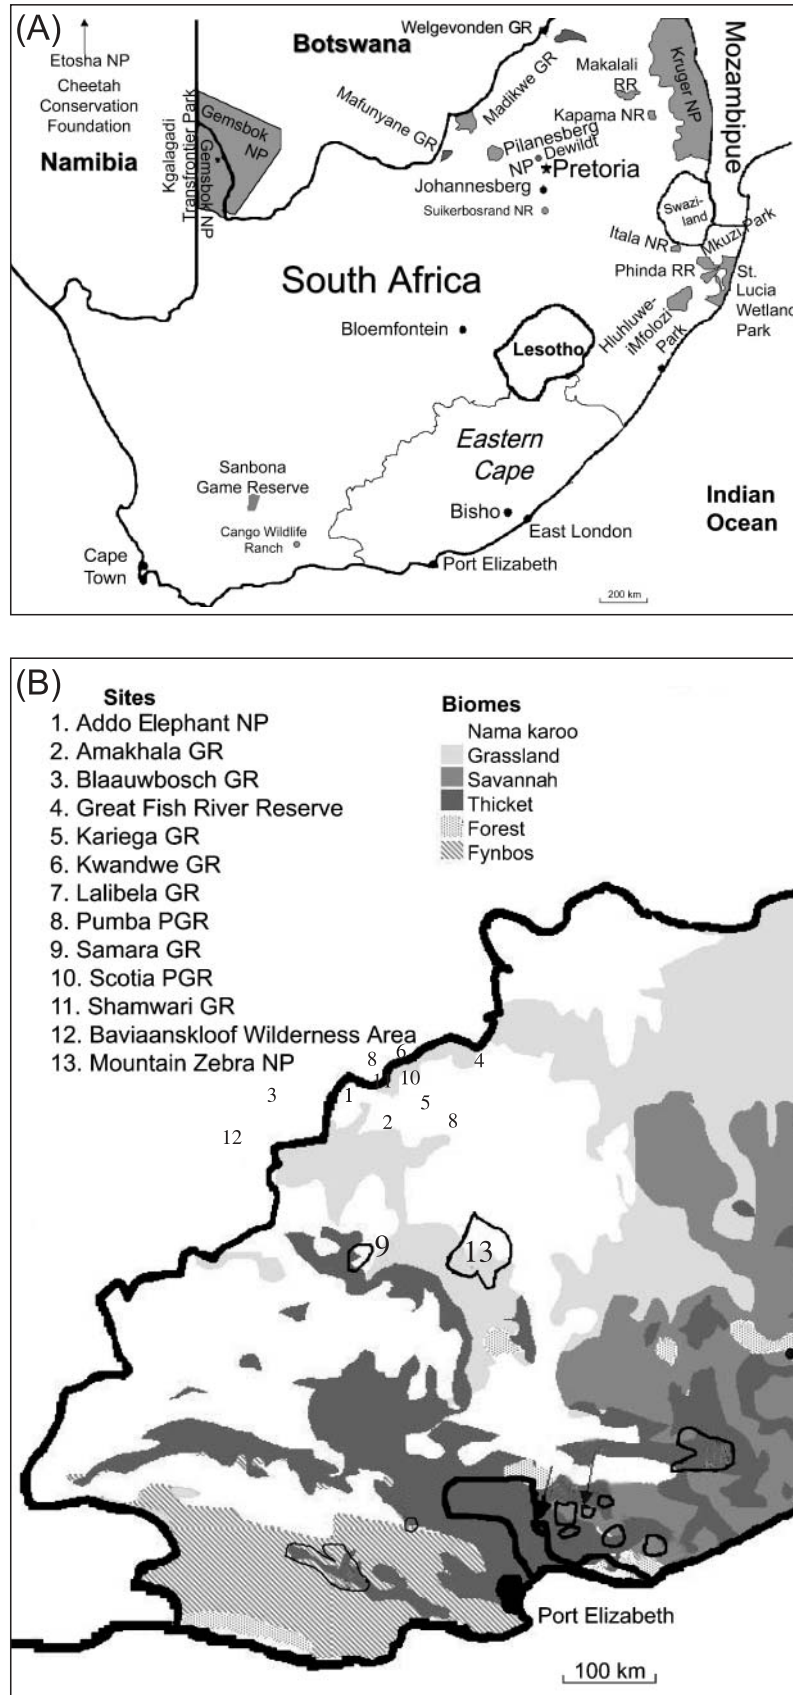 (A)
Etosha NP
Cheetah
Conservation
Foundation
Namibia
Botswana
Kgalagadi
Transfrontier Park
Gemsbok
NP
Gemsbok NP
Welgevonden GR
Madikwe GR
Mafunyane GR
Makalali
RR
Kapama NR
Kruger NP
Mozambipue
Pilanesberg
NP
Dewildt
Pretoria
Johannesberg
Suikerbosrand NR
Swazi-
land
Itala NR
Mkuzi Park
Phinda RR
St.
Lucia
Wetland
Park
Hluhluwe-
iMfolozi
Park
South Africa
Bloemfontein
Lesotho
Eastern
Cape
Sanbona
Game Reserve
Cango Wildlife
Ranch
Bisho
East London
Port Elizabeth
Cape
Town
Indian
Ocean
200 km
(B)
Sites
1. Addo Elephant NP
2. Amakhala GR
3. Blaauwbosch GR
4. Great Fish River Reserve
5. Kariega GR
6. Kwandwe GR
7. Lalibela GR
8. Pumba PGR
9. Samara GR
10. Scotia PGR
11. Shamwari GR
12. Baviaanskloof Wilderness Area
13. Mountain Zebra NP
Biomes
Nama karoo
Grassland
Savannah
Thicket
Forest
Fynbos
6
8
4
11
10
3
1
5
2
8
12
9
13
Port Elizabeth
100 km